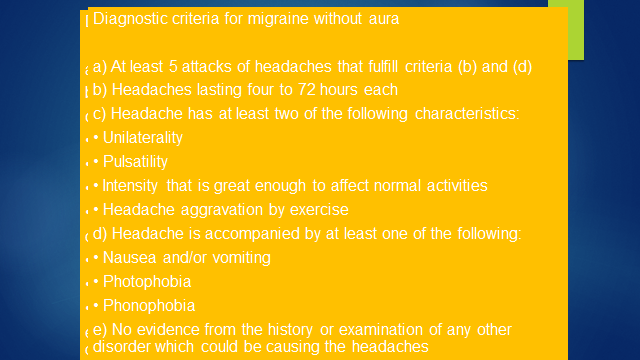 Diagnostic criteria for migraine without aura
a) At least 5 attacks of headaches that fulfill criteria (b) and (d)
b) Headaches lasting four to 72 hours each
c) Headache has at least two of the following characteristics:
• Unilaterality
• Pulsatility
• Intensity that is great enough to affect normal activities
• Headache aggravation by exercise
d) Headache is accompanied by at least one of the following:
• Nausea and/or vomiting
• Photophobia
• Phonophobia
e) No evidence from the history or examination of any other
disorder which could be causing the headaches